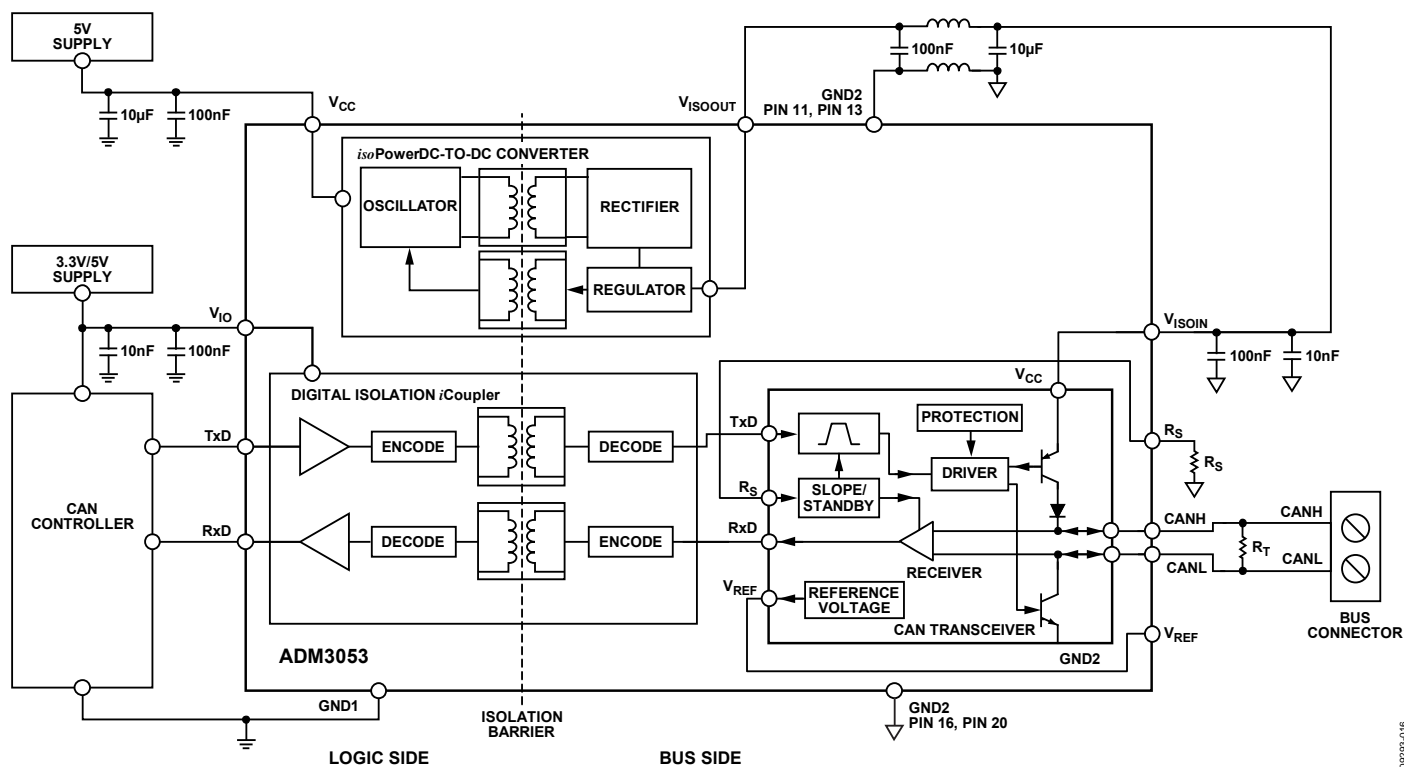 5V
SUPPLY
10µF
100nF
VCC
VISOOUT
100nF
10µF
GND2
PIN 11, PIN 13
isoPowerDC-TO-DC CONVERTER
OSCILLATOR
RECTIFIER
REGULATOR
3.3V/5V
SUPPLY
VIO
10nF
100nF
VISOIN
100nF
10nF
DIGITAL ISOLATION iCoupler
VCC
TxD
ENCODE
DECODE
TxD
PROTECTION
DRIVER
RS
RS
RS
SLOPE/
STANDBY
CAN
CONTROLLER
RxD
DECODE
ENCODE
RxD
RECEIVER
CANH
CANH
RT
CANL
CANL
VREF
REFERENCE
VOLTAGE
CAN TRANSCEIVER
BUS
CONNECTOR
VREF
GND2
ADM3053
GND1
ISOLATION
BARRIER
GND2
PIN 16, PIN 20
LOGIC SIDE
BUS SIDE
09293-016